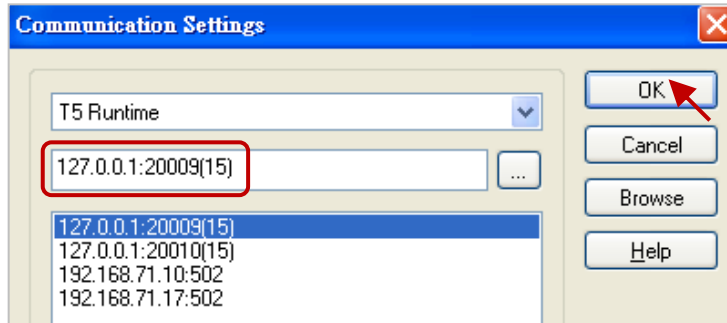 Communication Settings
T5 Runtime
OK
127.0.0.1:20009(15)
...
Cancel
Browse
127.0.0.1:20009(15)
127.0.0.1:20010(15)
192.168.71.10:502
192.168.71.17:502
Help